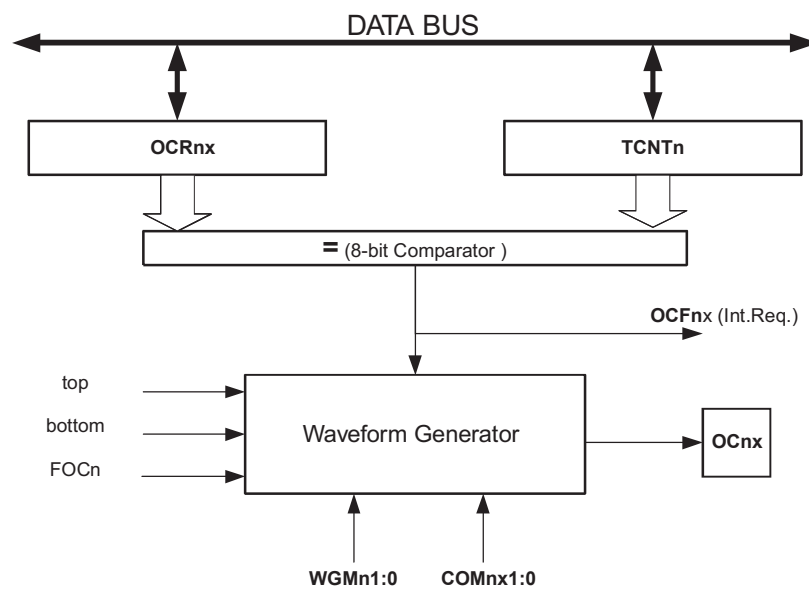 DATA BUS
OCRnx
TCNTn
= (8-bit Comparator )
OCFnx (Int.Req.)
top
bottom
FOCn
Waveform Generator
OCnx
WGMn1:0
COMnx1:0